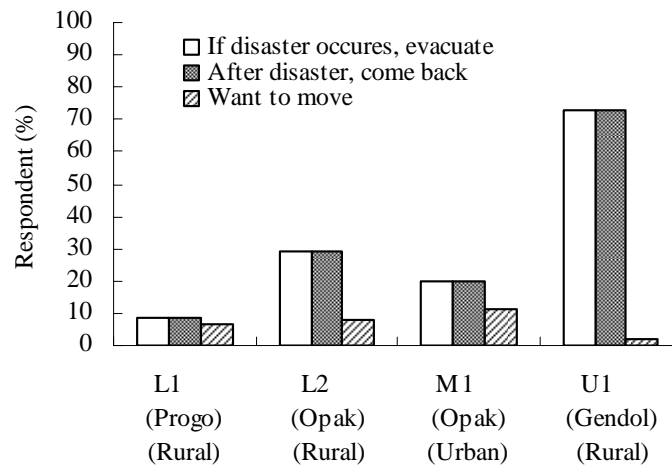 100
90
80
70
60
50
40
30
20
10
0
Respondent (%)
If disaster occures, evacuate
After disaster, come back
Want to move
L1
(Progo)
(Rural)
L2
(Opak)
(Rural)
M1
(Opak)
(Urban)
U1
(Gendol)
(Rural)